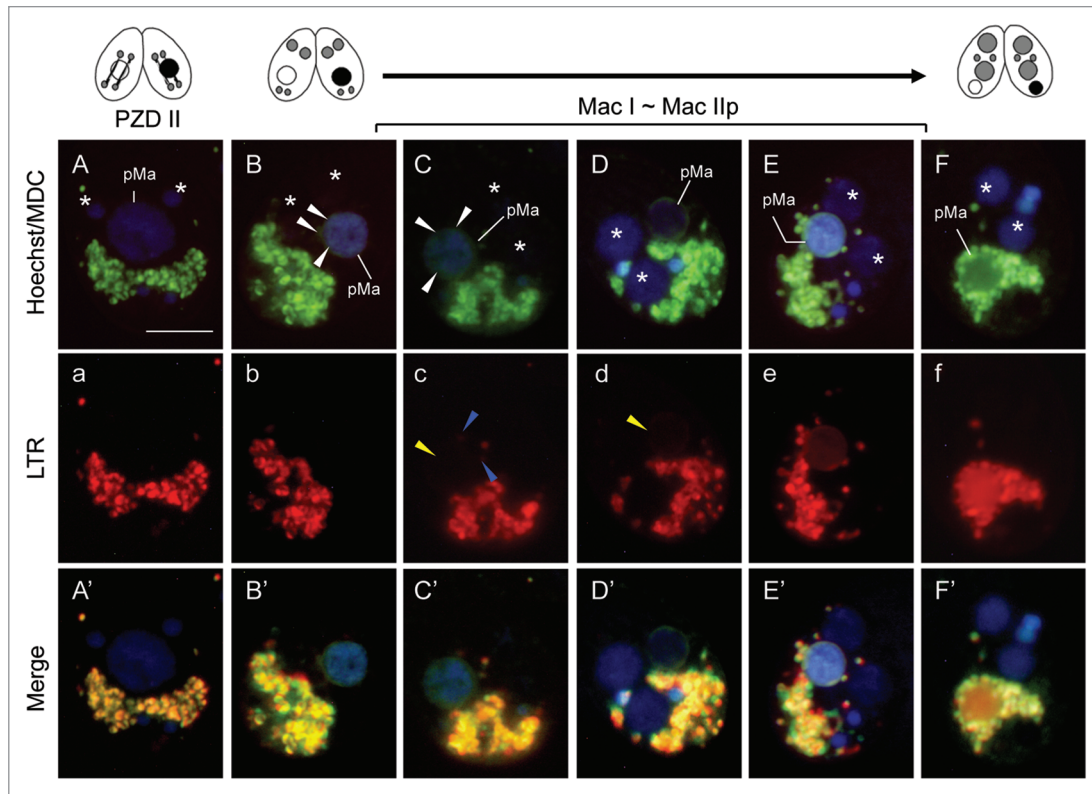 PZD II
Mac I ~ Mac IIp
Hoechst/MDC
A
pMa
*
*
B
*
*
pMa
C
*
pMa
*
D
pMa
*
*
E
*
pMa
*
F
*
pMa
*
LTR
a
b
c
d
e
f
Merge
A’
B’
C’
D’
E’
F’